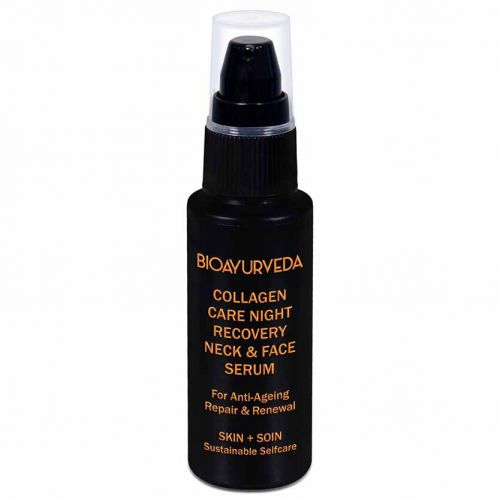 BIOAYURVEDA
COLLAGEN
CARE NIGHT
RECOVERY
NECK & FACE
SERUM
For Anti-Ageing
Repair & Renewal
SKIN + SOIN
Sustainable Selfcare